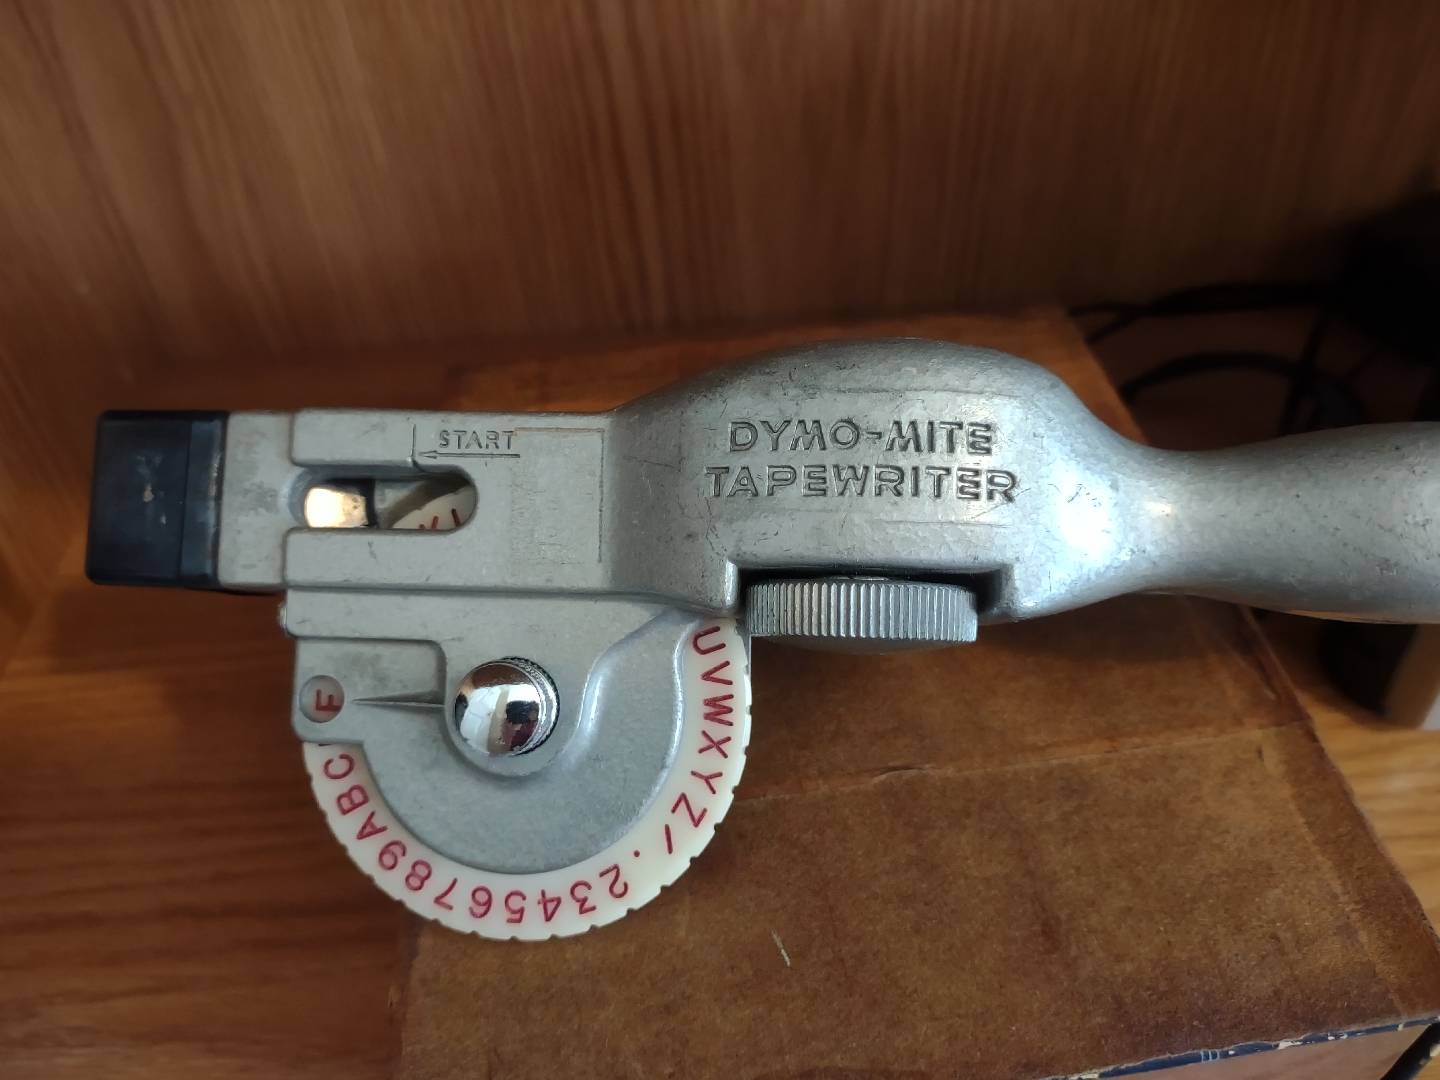 START
DYMO-MITE
TAPEWRITER
E
UVWXYZ/.23456789ABC